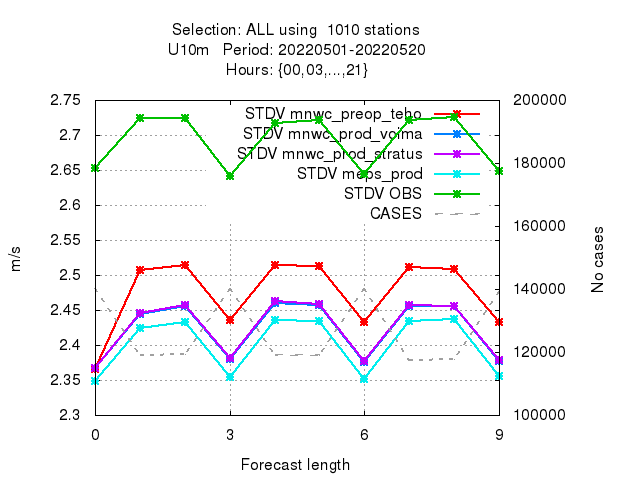 Selection: ALL using  1010 stations
U10m   Period: 20220501-20220520
Hours: {00,03,...,21}
STDV mnwc_preop_teho
STDV mnwc_prod_voima
STDV mnwc_prod_stratus
STDV meps_prod
STDV OBS
CASES
2.75
2.7
2.65
2.6
2.55
2.5
2.45
2.4
2.35
2.3
200000
180000
160000
140000
120000
100000
m/s
No cases
0
3
6
9
Forecast length